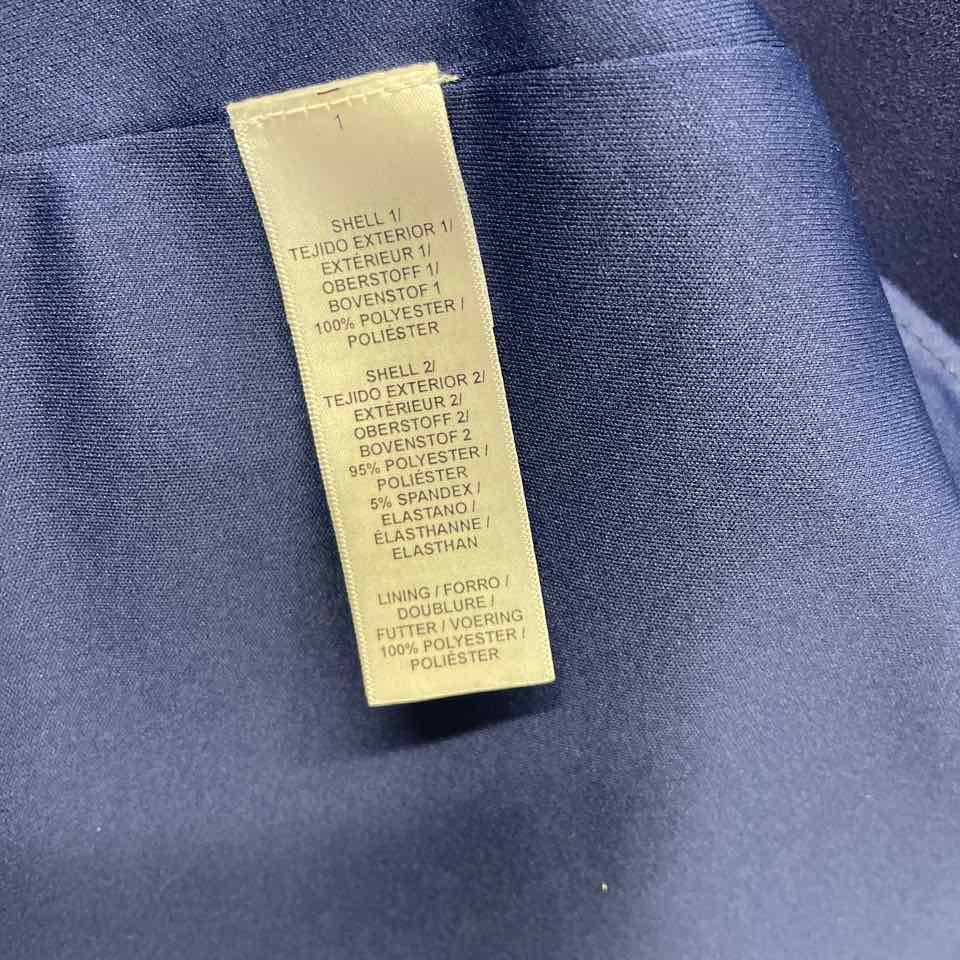 1
SHELL 1/
TEJIDO EXTERIOR 1/
EXTÉRIEUR 1/
OBERSTOFF 1/
BOVENSTOF 1
100% POLYESTER /
POLIÉSTER
SHELL 2/
TEJIDO EXTERIOR 2/
EXTÉRIEUR 2/
OBERSTOFF 2/
BOVENSTOF 2
95% POLYESTER /
POLIÉSTER
5% SPANDEX /
ELASTANO /
ÉLASTHANNE /
ELASTHAN
LINING / FORRO /
DOUBLURE /
FUTTER / VOERING
100% POLYESTER /
POLIÉSTER